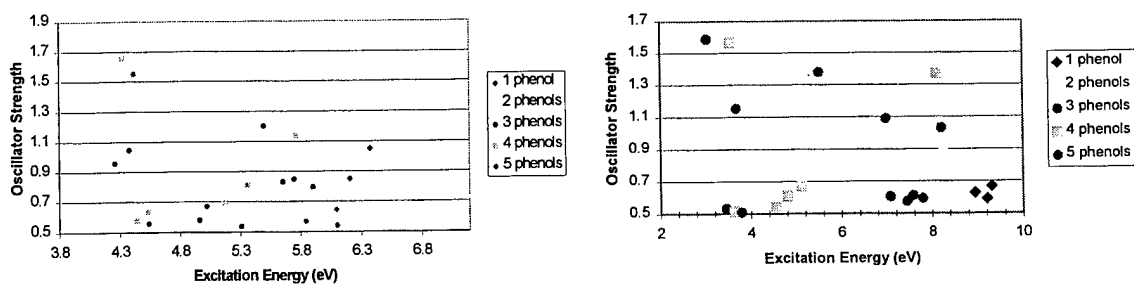 1.9
1.7
1.5
1.3
1.1
0.9
0.7
0.5
Oscillator Strength
3.8 4.3 4.8 5.3 5.8 6.3 6.8
Excitation Energy (eV)
1 phenol
2 phenols
3 phenols
4 phenols
5 phenols
1.7
1.5
1.3
1.1
0.9
0.7
0.5
Oscillator Strength
2 4 6 8 10
Excitation Energy (eV)
1 phenol
2 phenols
3 phenols
4 phenols
5 phenols